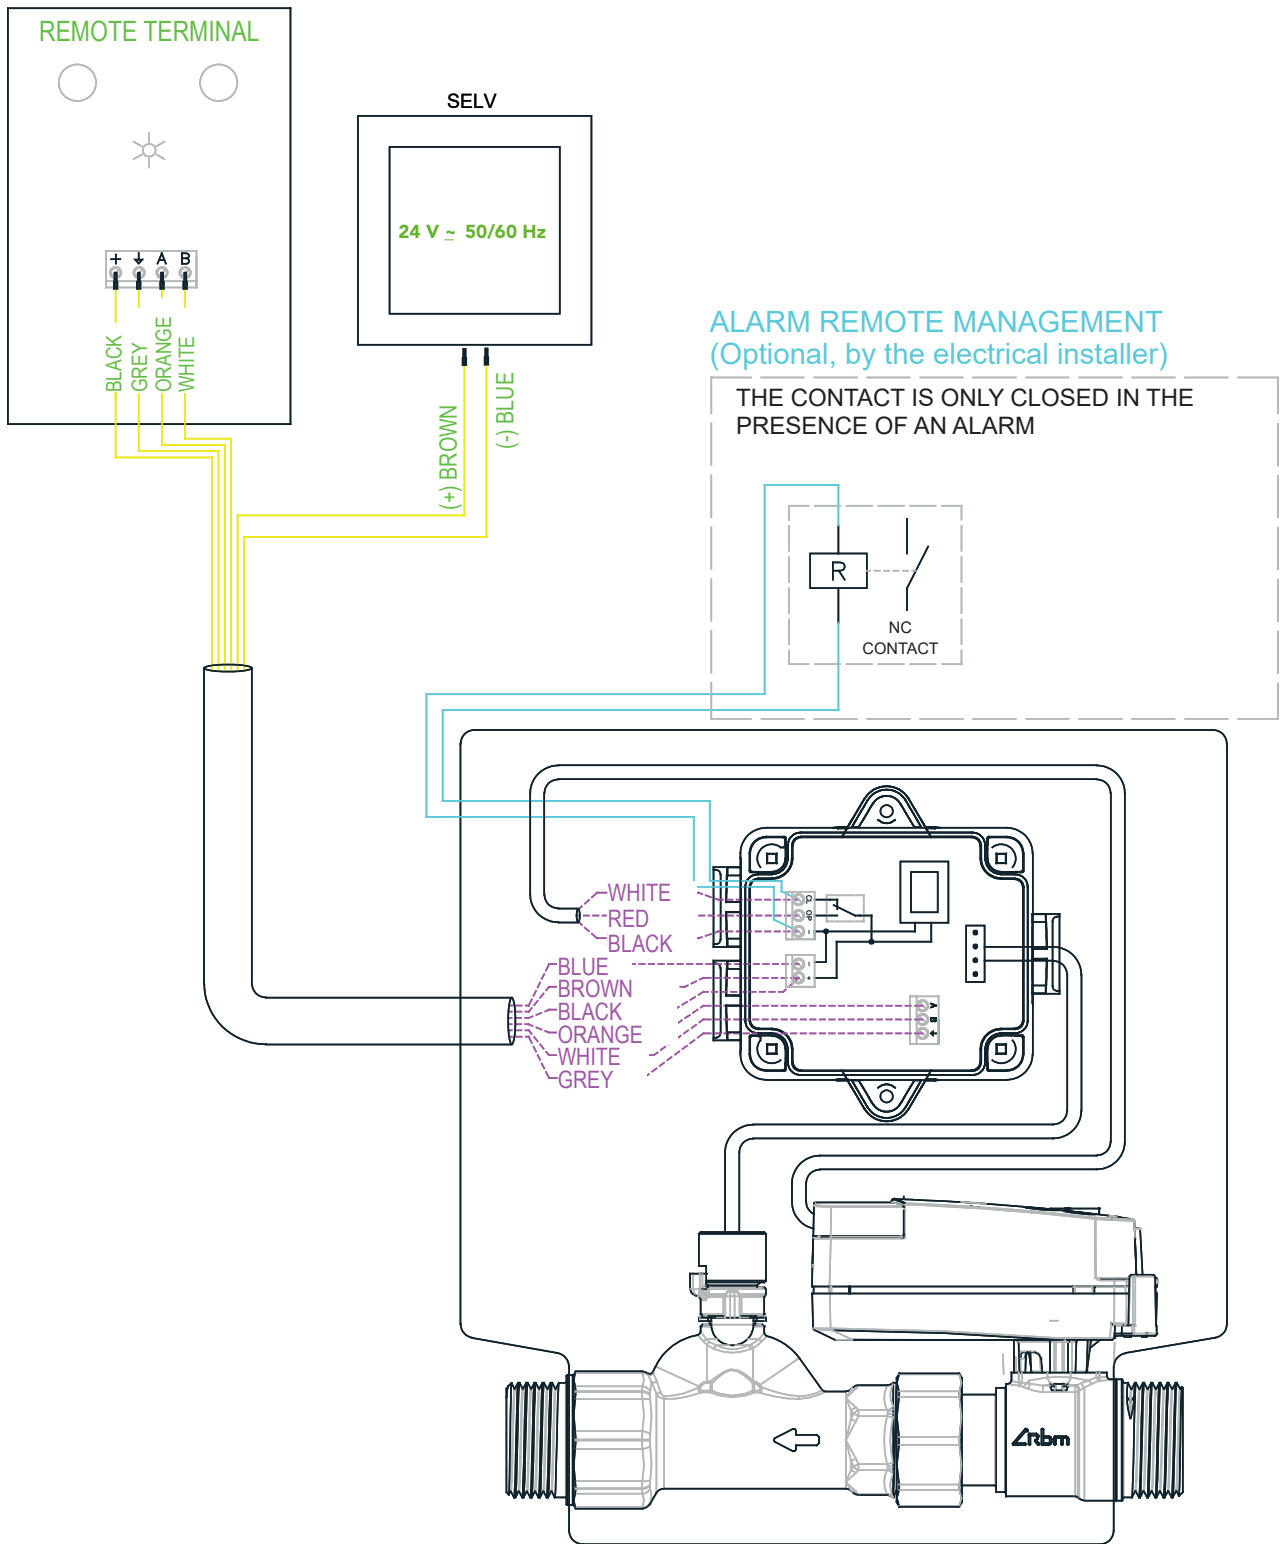 REMOTE TERMINAL
SELV
24 V ~ 50/60 Hz
+ A B
BLACK
GREY
ORANGE
WHITE
(+) BROWN
(-) BLUE
ALARM REMOTE MANAGEMENT
(Optional, by the electrical installer)
THE CONTACT IS ONLY CLOSED IN THE
PRESENCE OF AN ALARM
R
NC
CONTACT
WHITE
RED
BLACK
CL
OP
-
BLUE
BROWN
BLACK
ORANGE
WHITE
GREY
-
+
A
B
rbm